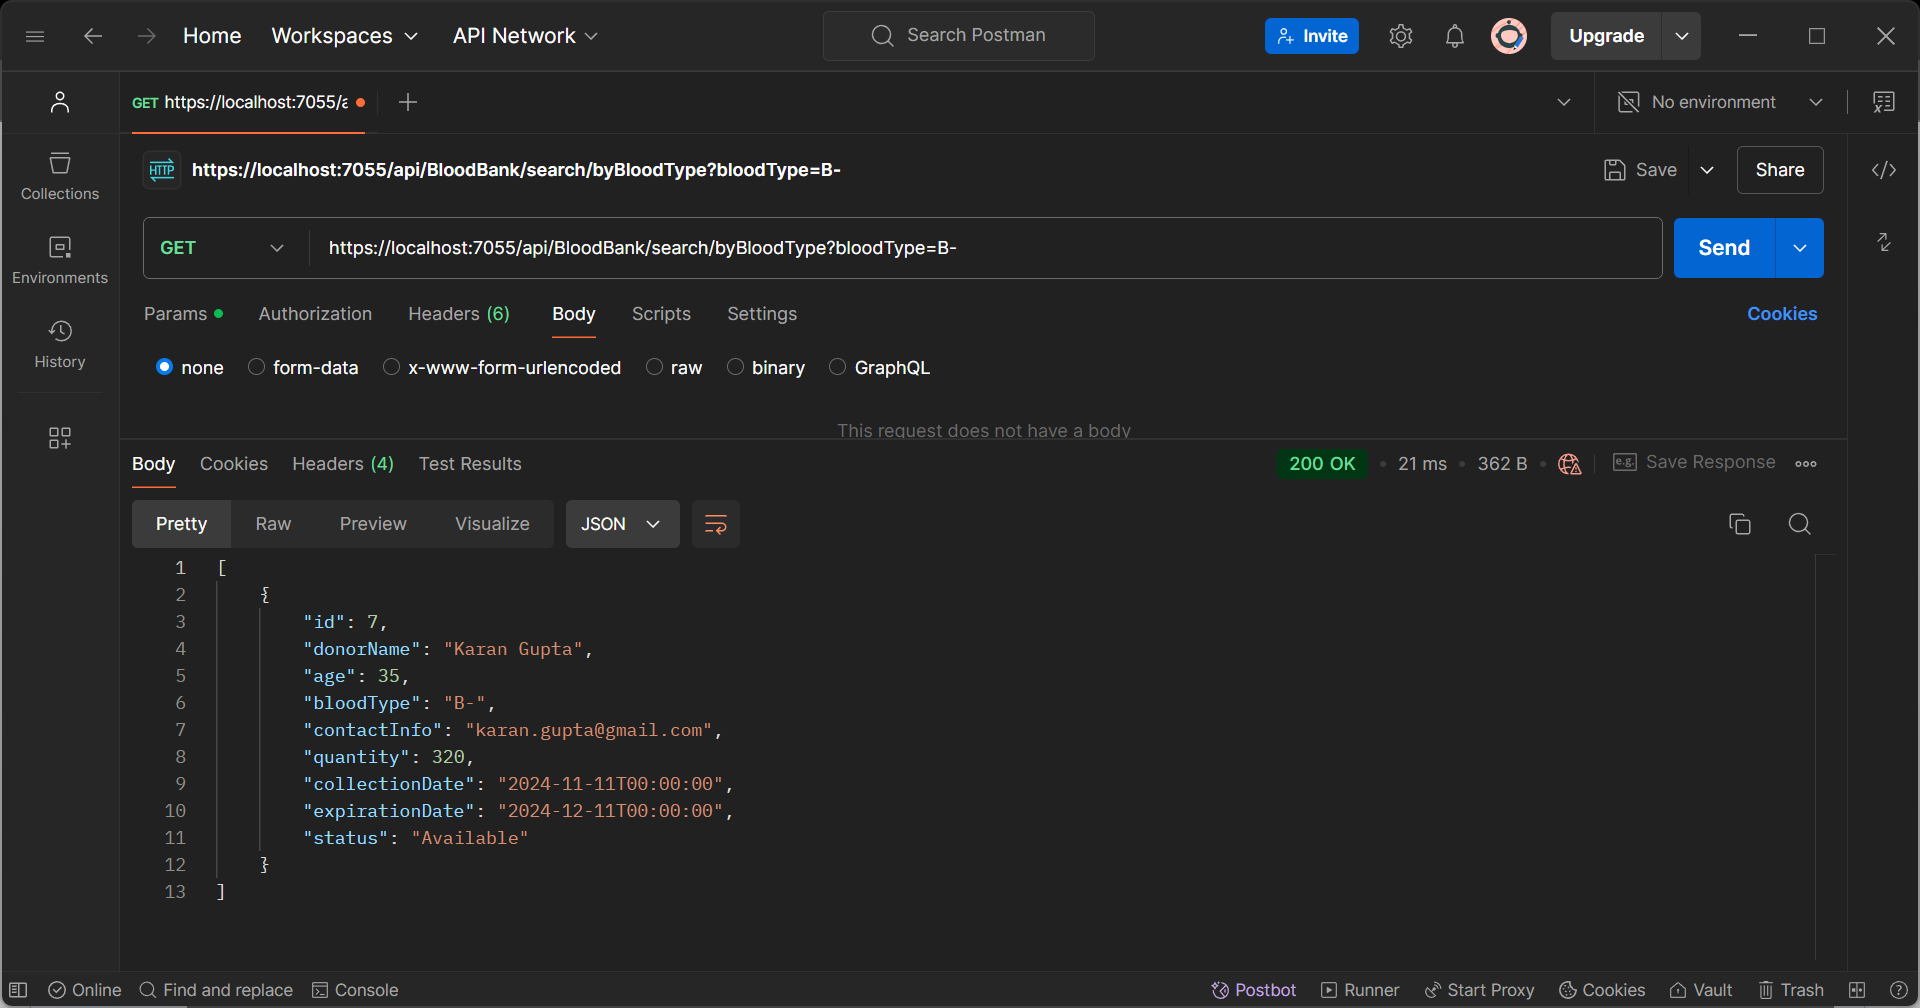 Home Workspaces API Network Search Postman Invite Upgrade
GET https://localhost:7055/a No environment
Collections
Environments
History
HTTP https://localhost:7055/api/BloodBank/search/byBloodType?bloodType=B- Save Share
GET https://localhost:7055/api/BloodBank/search/byBloodType?bloodType=B- Send
Params Authorization Headers (6) Body Scripts Settings Cookies
none form-data x-www-form-urlencoded raw binary GraphQL
This request does not have a body
Body Cookies Headers (4) Test Results 200 OK 21 ms 362 B e.g. Save Response
Pretty Raw Preview Visualize JSON
1 [
2 {
3 "id": 7,
4 "donorName": "Karan Gupta",
5 "age": 35,
6 "bloodType": "B-",
7 "contactInfo": "karan.gupta@gmail.com",
8 "quantity": 320,
9 "collectionDate": "2024-11-11T00:00:00",
10 "expirationDate": "2024-12-11T00:00:00",
11 "status": "Available"
12 }
13 ]
Online Find and replace Console Postbot Runner Start Proxy Cookies Vault Trash